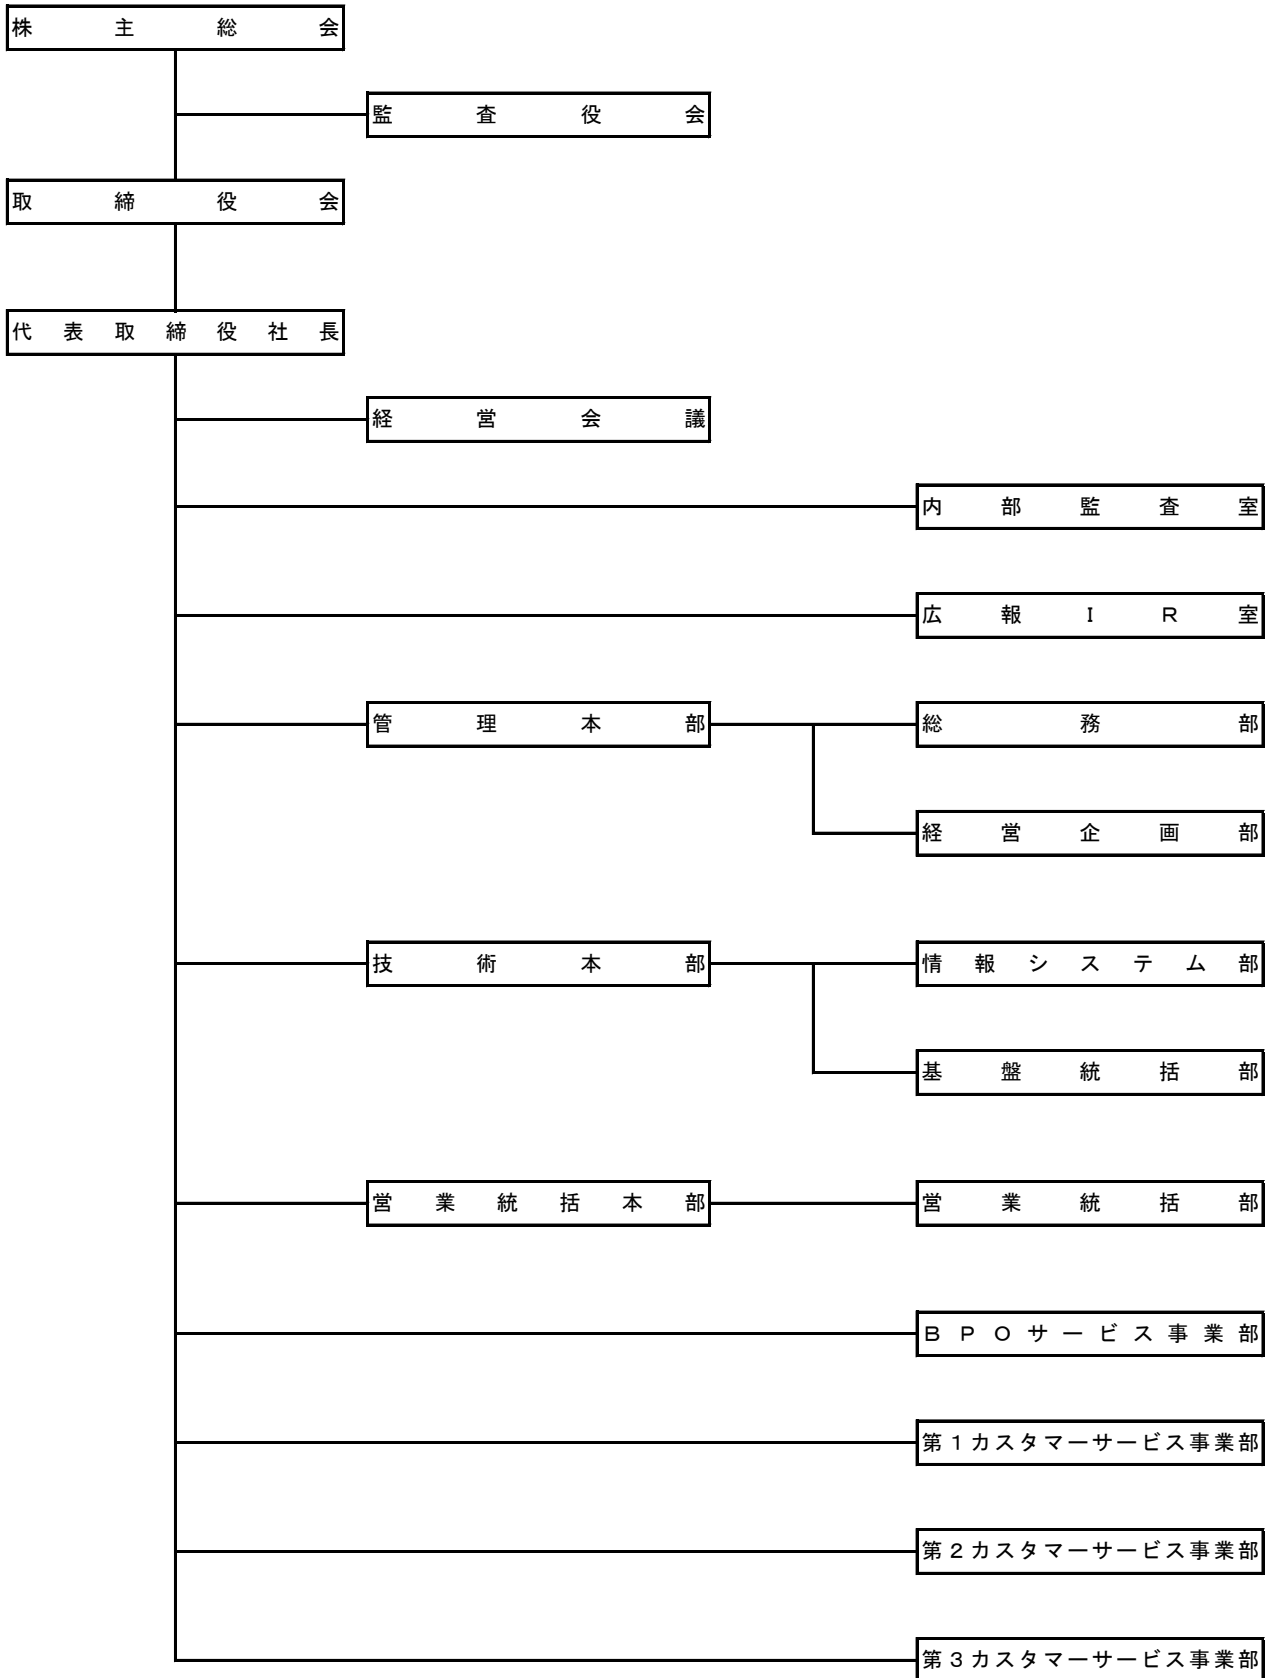 株主総会
監査役会
取締役会
代表取締役社長
経営会議
内部監査室
広報IR室
管理本部
総務部
経営企画部
技術本部
情報システム部
基盤統括部
営業統括本部
営業統括部
BPOサービス事業部
第1カスタマーサービス事業部
第2カスタマーサービス事業部
第3カスタマーサービス事業部